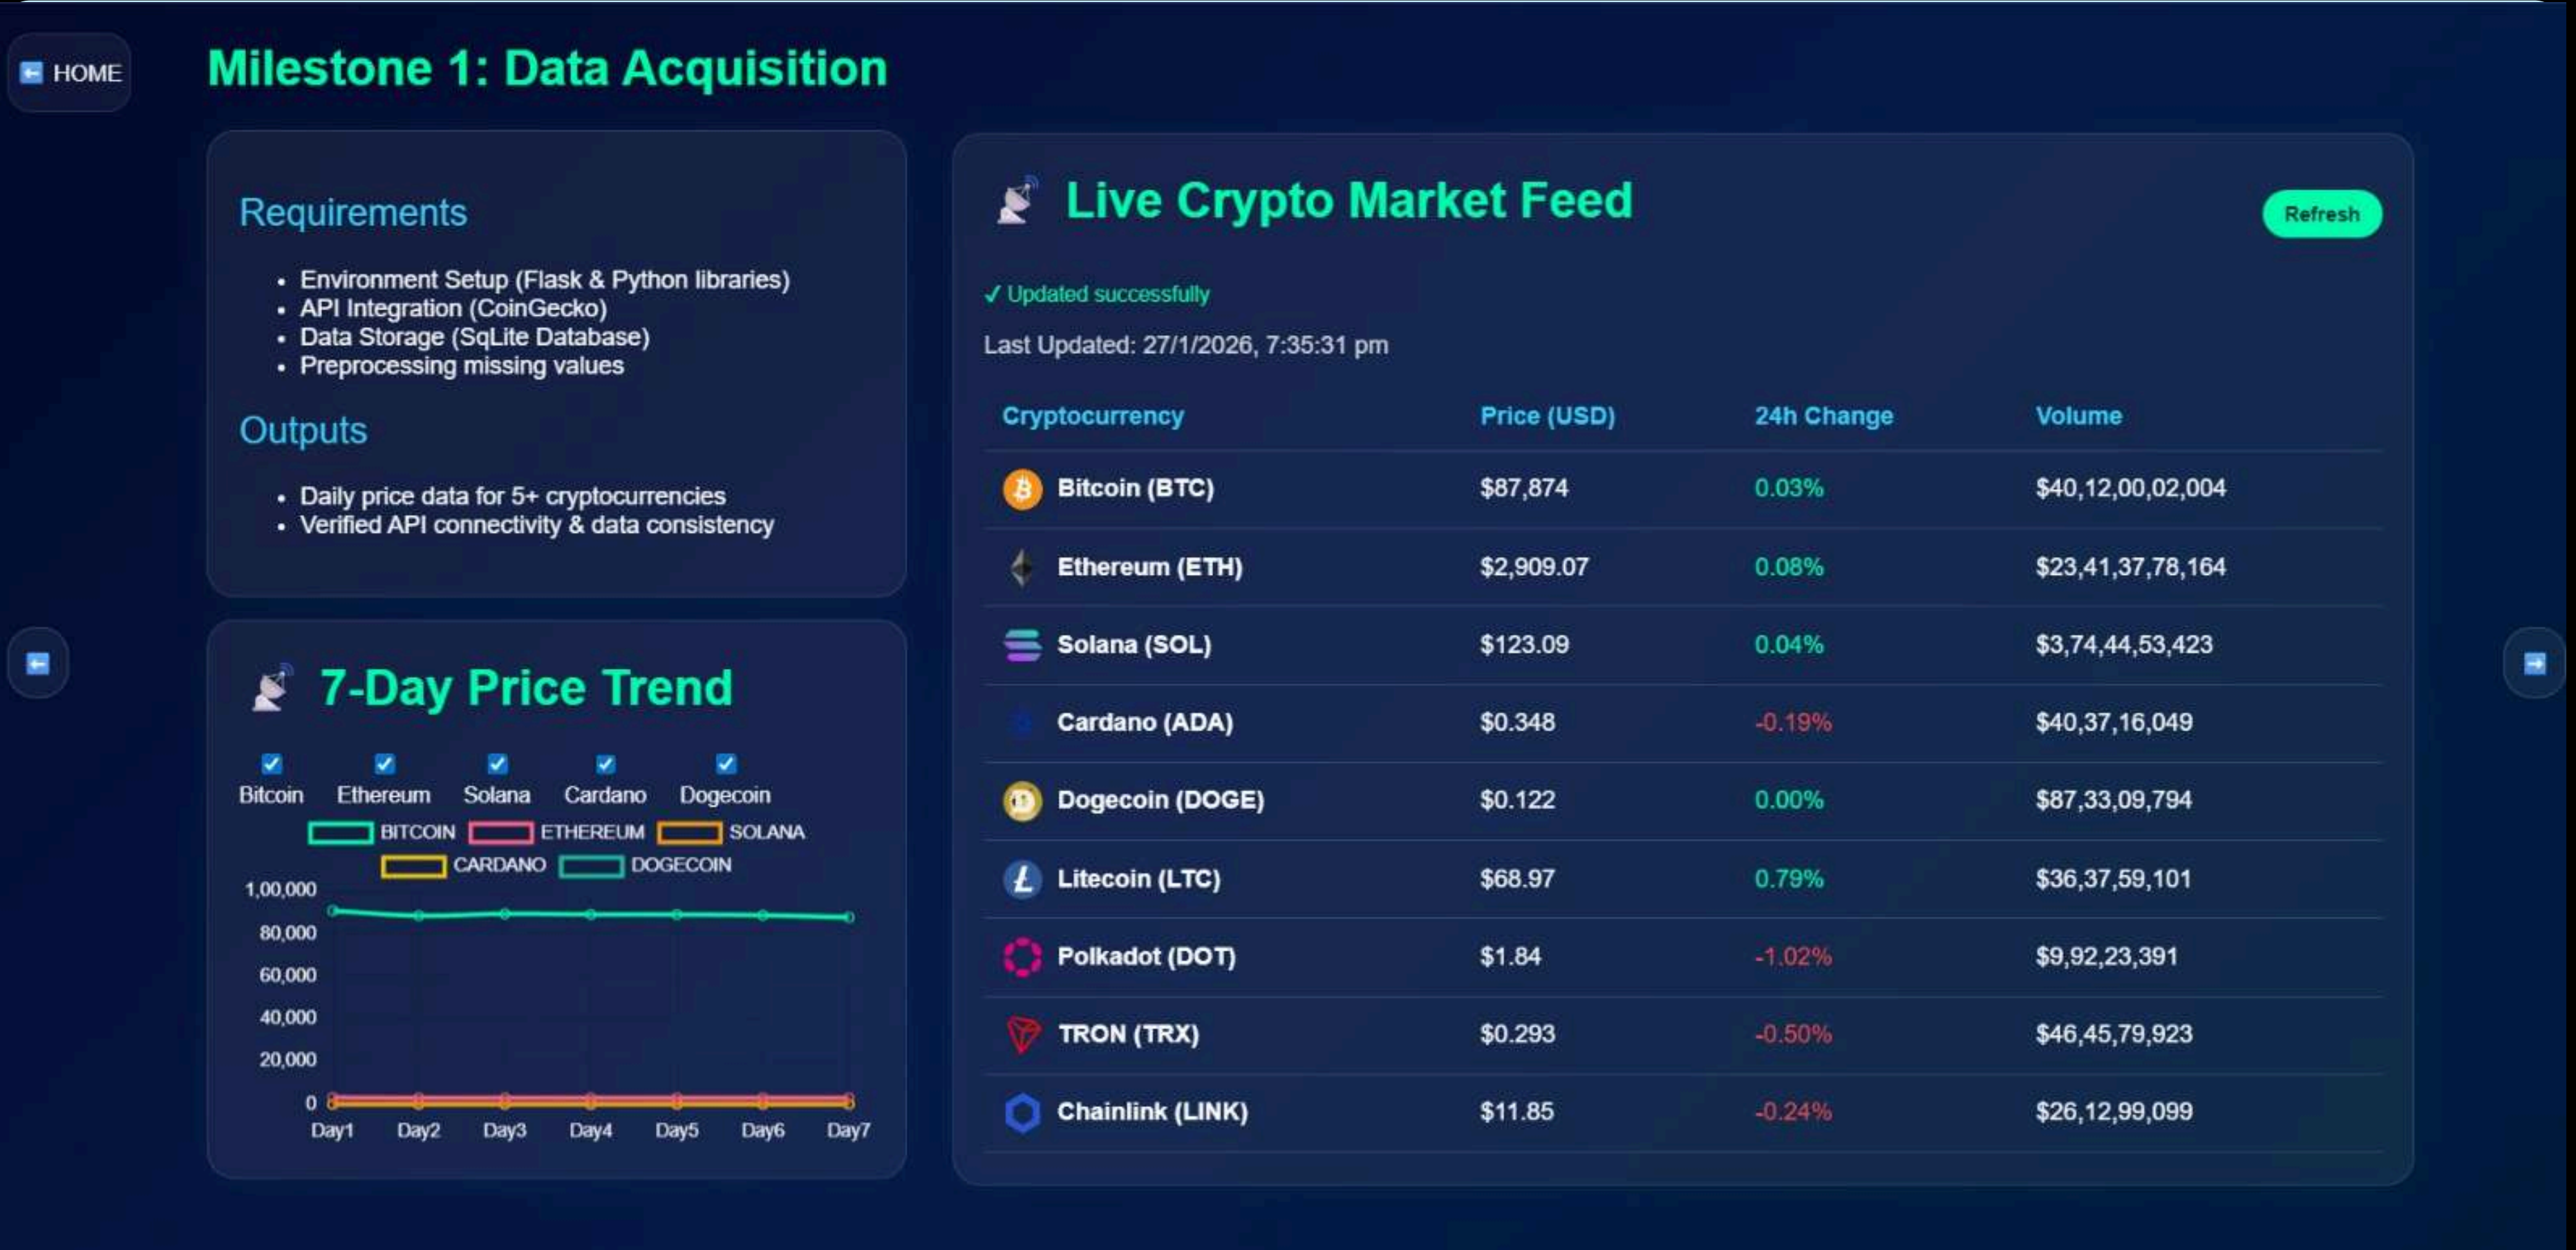 HOME
Milestone 1: Data Acquisition
Requirements
• Environment Setup (Flask & Python libraries)
• API Integration (CoinGecko)
• Data Storage (SqLite Database)
• Preprocessing missing values
Outputs
• Daily price data for 5+ cryptocurrencies
• Verified API connectivity & data consistency
7-Day Price Trend
Bitcoin Ethereum Solana Cardano Dogecoin
BITCOIN ETHEREUM SOLANA
CARDANO DOGECOIN
1,00,000
80,000
60,000
40,000
20,000
0
Day1 Day2 Day3 Day4 Day5 Day6 Day7
Live Crypto Market Feed
Refresh
✓ Updated successfully
Last Updated: 27/1/2026, 7:35:31 pm
Cryptocurrency Price (USD) 24h Change Volume
Bitcoin (BTC) $87,874 0.03% $40,12,00,02,004
Ethereum (ETH) $2,909.07 0.08% $23,41,37,78,164
Solana (SOL) $123.09 0.04% $3,74,44,53,423
Cardano (ADA) $0.348 -0.19% $40,37,16,049
Dogecoin (DOGE) $0.122 0.00% $87,33,09,794
Litecoin (LTC) $68.97 0.79% $36,37,59,101
Polkadot (DOT) $1.84 -1.02% $9,92,23,391
TRON (TRX) $0.293 -0.50% $46,45,79,923
Chainlink (LINK) $11.85 -0.24% $26,12,99,099